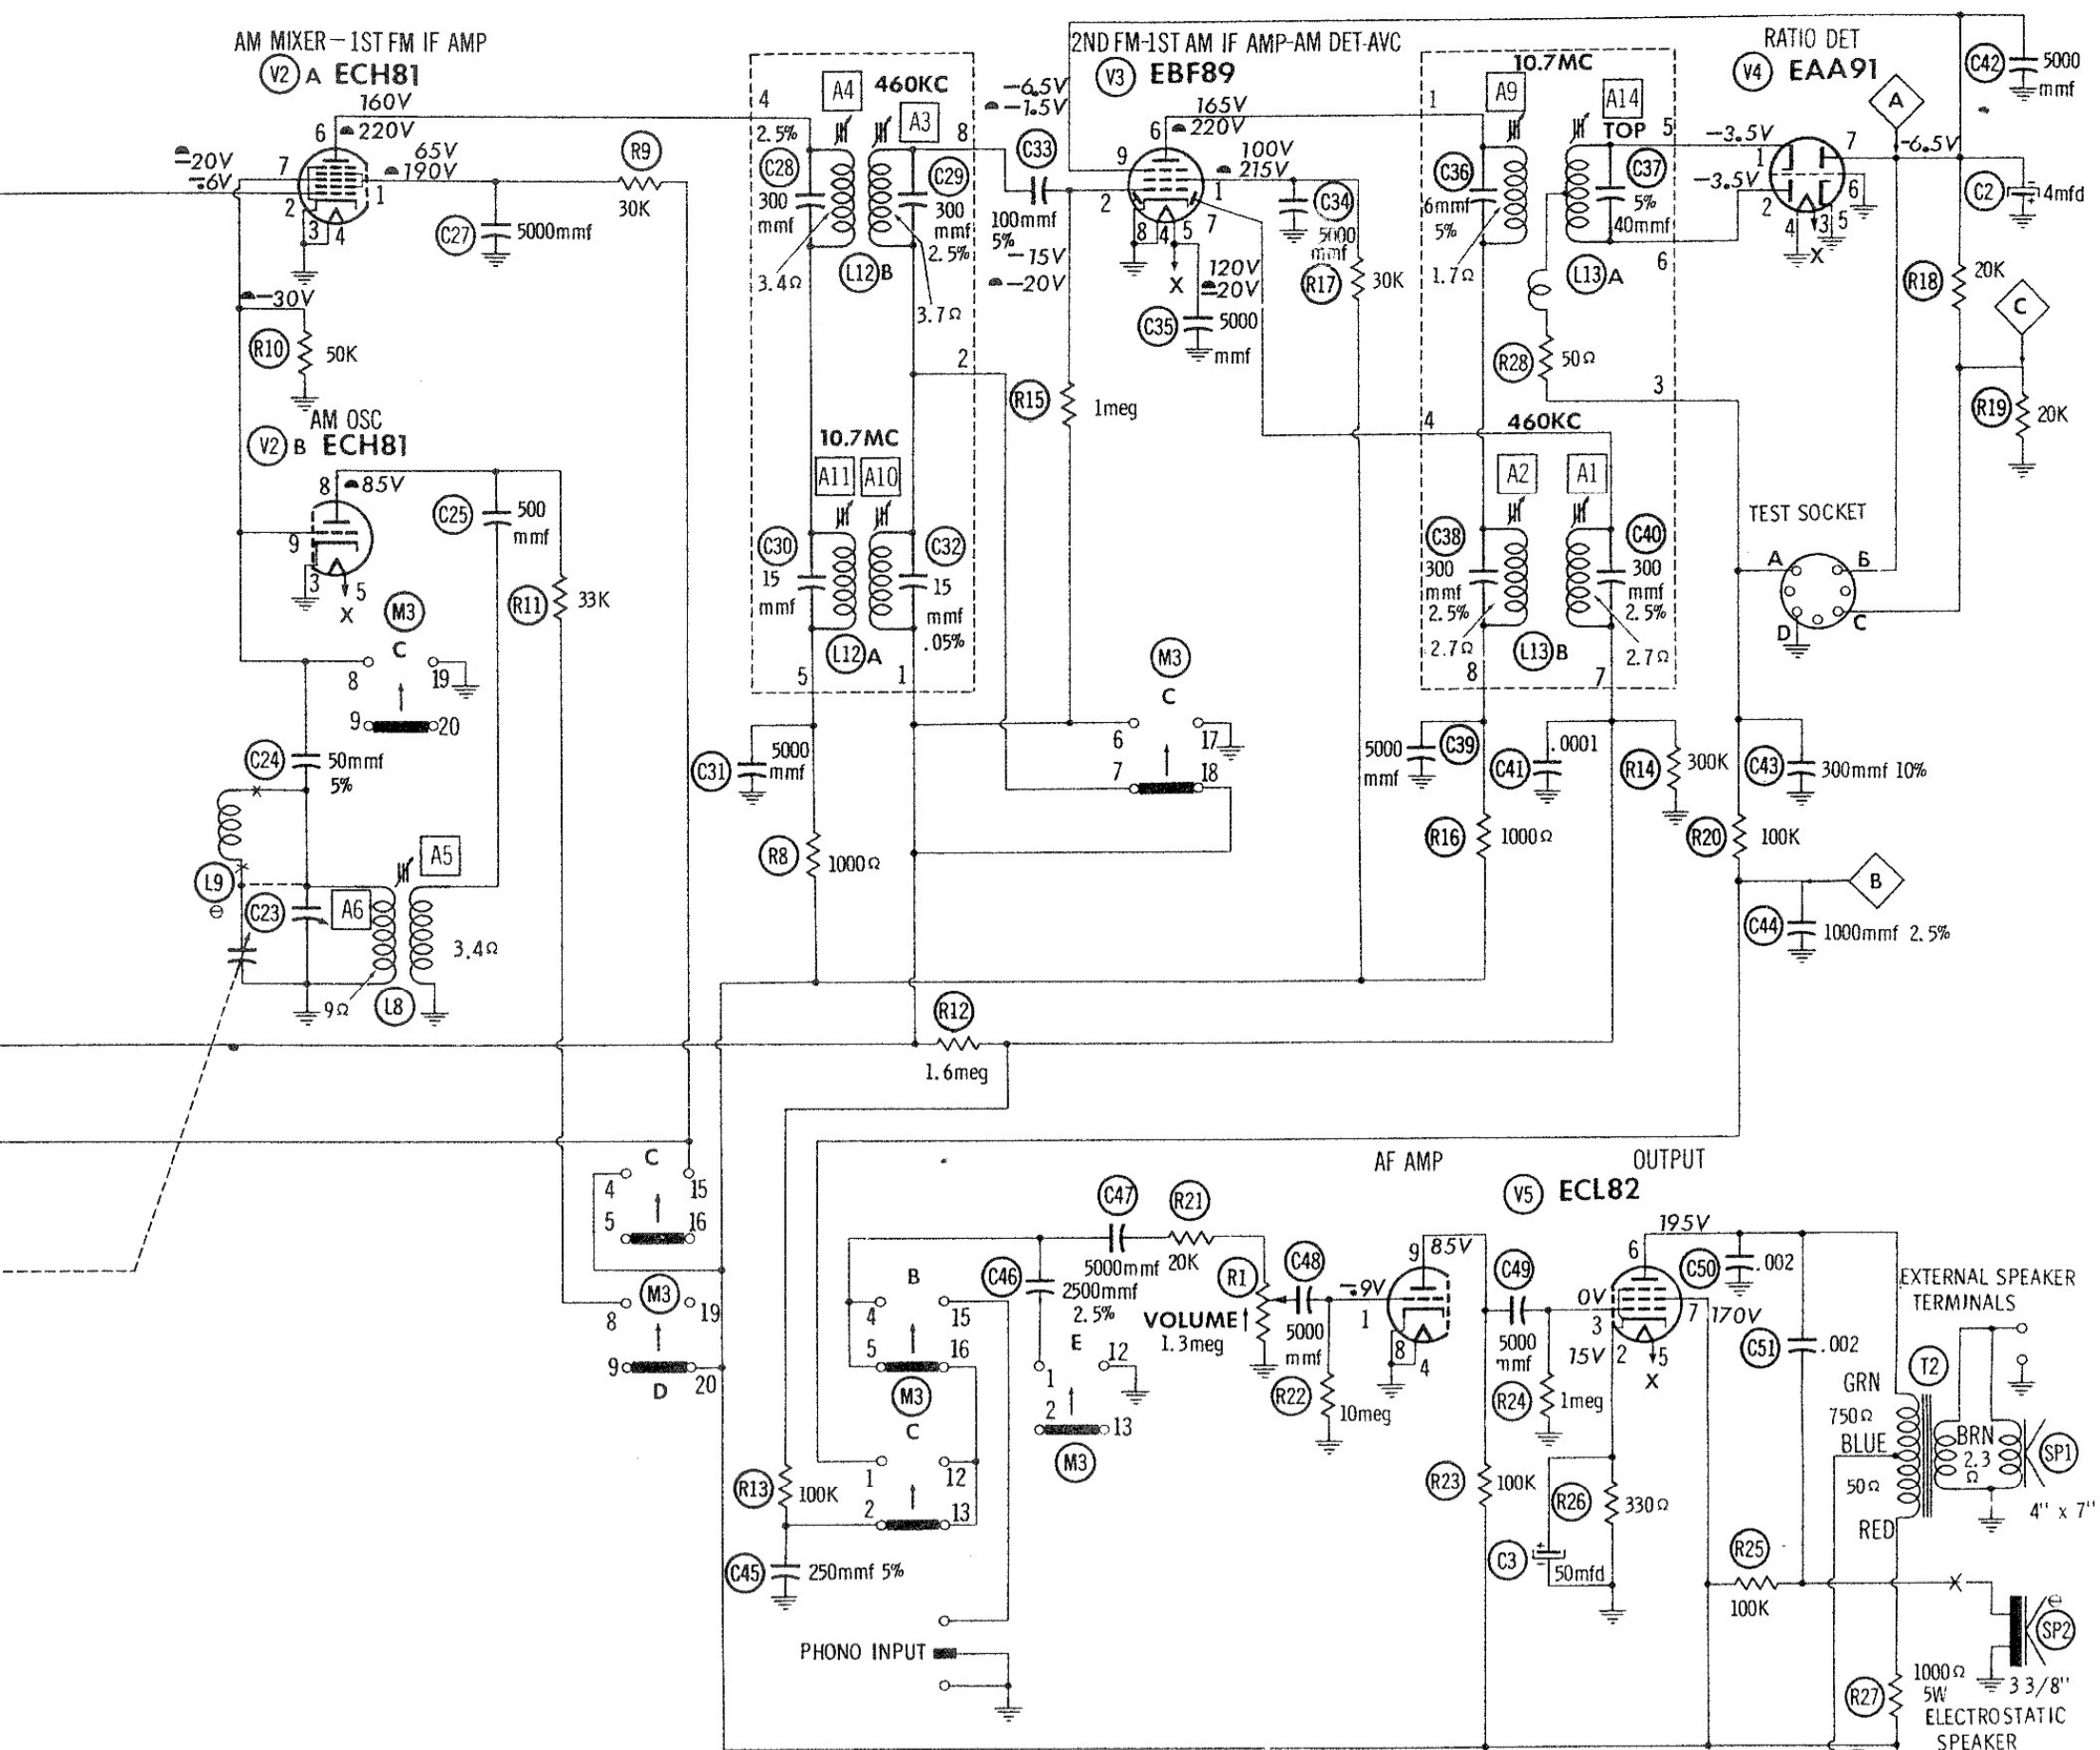 AM MIXER—1ST FM IF AMP
V2 A ECH81
160V
6
220V
65V
190V
7
20V
-.6V
1
2
3
4
R9
30K
C27
5000mmf
-30V
R10
50K
AM OSC
V2 B ECH81
8
85V
9
3
5
X
C25
500
mmf
R11
33K
M3
C
8
19
9
20
C24
50mmf
5%
L9
C23
A6
A5
3.4Ω
9Ω
L8
4
A4
460KC
A3
8
2.5%
C28
300
mmf
C29
300
mmf
2.5%
3.4Ω
L12 B
3.7Ω
2
10.7MC
A11
A10
C30
15
mmf
C32
15
mmf
.05%
L12 A
5
1
C31
5000
mmf
R8
1000Ω
2ND FM-1ST AM IF AMP-AM DET-AVC
V3 EBF89
-6.5V
-1.5V
C33
100mmf
5%
-15V
-20V
165V
6
220V
9
100V
215V
1
2
7
8
4
5
X
120V
20V
C34
5000
mmf
R17
30K
C35
5000
mmf
R15
1meg
M3
C
6
17
7
18
10.7MC
1
A9
A14
TOP
5
C36
6mmf
5%
C37
5%
40mmf
1.7Ω
L13 A
6
R28
50Ω
3
4
460KC
A2
A1
C38
300
mmf
2.5%
C40
300
mmf
2.5%
2.7Ω
L13 B
2.7Ω
8
7
5000
mmf
C39
C41
.0001
R14
300K
R16
1000Ω
RATIO DET
V4 EAA91
A
-3.5V
1
7
-6.5V
-3.5V
2
6
4
3
5
X
C42
5000
mmf
C2
4mfd
R18
20K
C
R19
20K
TEST SOCKET
A
B
D
C
C43
300mmf 10%
R20
100K
B
C44
1000mmf 2.5%
R12
1.6meg
C
4
15
5
16
M3
8
19
9
20
D
R13
100K
C45
250mmf 5%
B
4
15
5
16
M3
C
1
12
2
13
PHONO INPUT
C46
2500mmf
2.5%
C47
5000mmf
R21
20K
E
1
12
2
13
M3
R1
VOLUME
1.3meg
C48
5000
mmf
R22
10meg
AF AMP
OUTPUT
V5 ECL82
9
85V
-.9V
1
8
4
C49
5000
mmf
R24
1meg
R23
100K
195V
6
0V
3
7
170V
15V
2
5
X
C50
.002
C51
.002
R26
330Ω
C3
50mfd
R25
100K
EXTERNAL SPEAKER
TERMINALS
T2
GRN
750Ω
BLUE
50Ω
RED
BRN
2.3
Ω
SP1
4" x 7"
SP2
3 3/8"
R27
1000Ω
5W
ELECTROSTATIC
SPEAKER